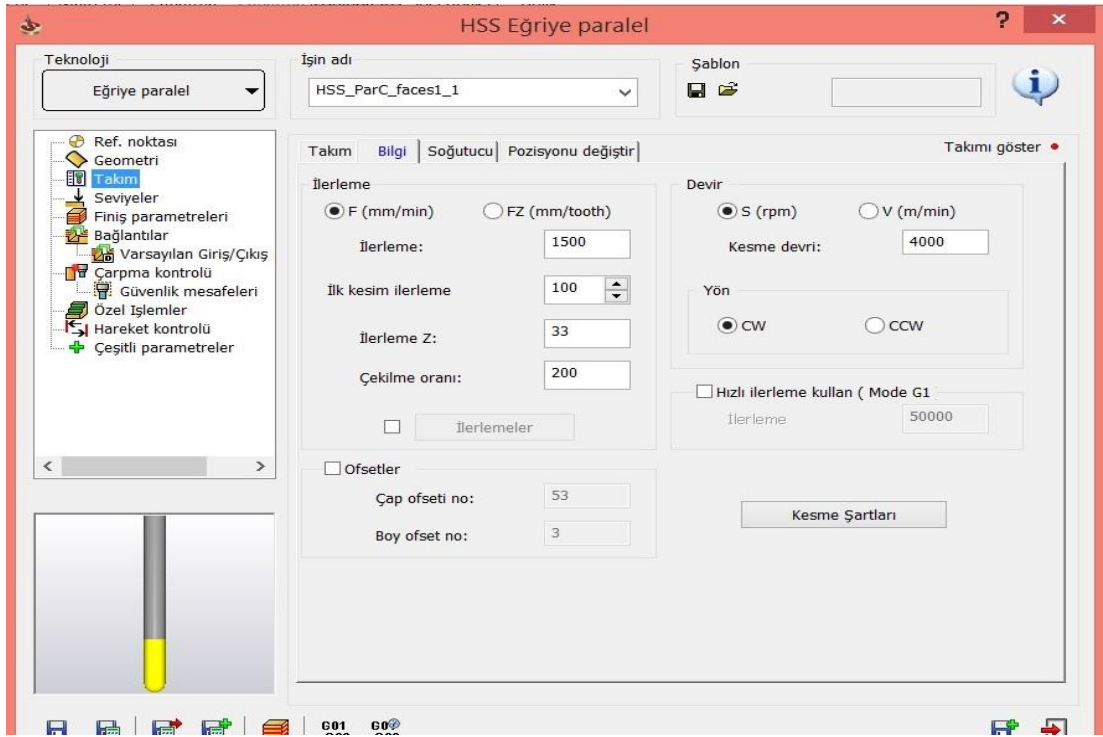 HSS Eğriye paralel
?
×
Teknoloji
Eğriye paralel
İşin adı
HSS_ParC_faces1_1
Şablon
Ref. noktası
Geometri
Takım
Seviyeler
Finiş parametreleri
Bağlantılar
Varsayılan Giriş/Çıkış
Çarpma kontrolü
Güvenlik mesafeleri
Özel Işlemler
Hareket kontrolü
Çeşitli parametreler
Takım Bilgi Soğutucu Pozisyonu değiştir
Takımı göster
İlerleme
F (mm/min) FZ (mm/tooth)
İlerleme: 1500
İlk kesim ilerleme 100
İlerleme Z: 33
Çekilme oranı: 200
İlerlemeler
Ofsetler
Çap ofseti no: 53
Boy ofset no: 3
Devir
S (rpm) V (m/min)
Kesme devri: 4000
Yön
CW CCW
Hızlı ilerleme kullan ( Mode G1
İlerleme 50000
Kesme Şartları
G01 G0